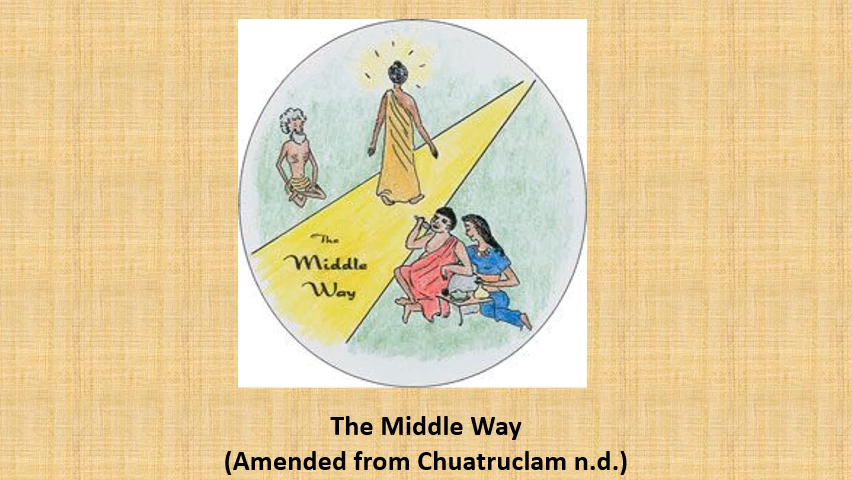 The
Middle
Way
The Middle Way
(Amended from Chuatruclam n.d.)